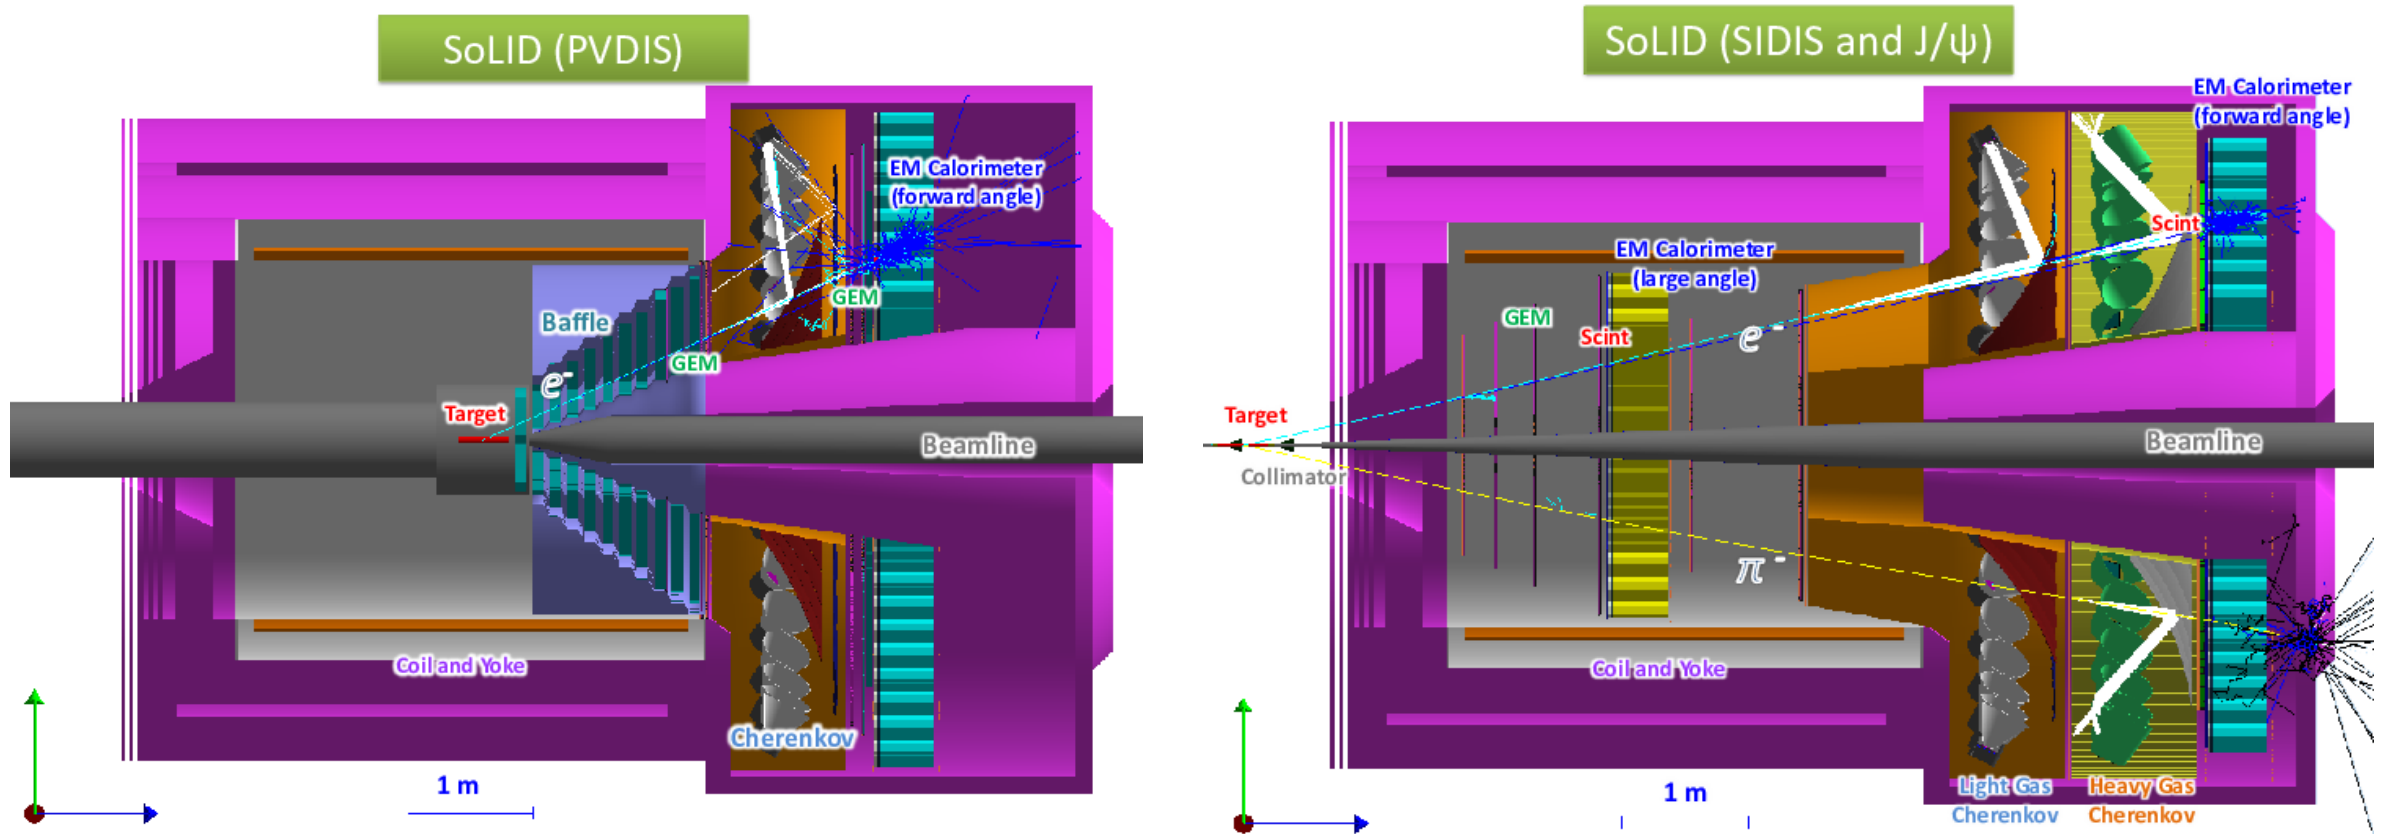 SoLID (PVDIS)
EM Calorimeter
(forward angle)
GEM
Baffle
GEM
e-
Target
Beamline
Coil and Yoke
Cherenkov
1 m
SoLID (SIDIS and J/ψ)
EM Calorimeter
(forward angle)
Scint
EM Calorimeter
(large angle)
GEM
Scint
e-
Target
Beamline
Collimator
π-
Coil and Yoke
1 m
Light Gas
Cherenkov
Heavy Gas
Cherenkov